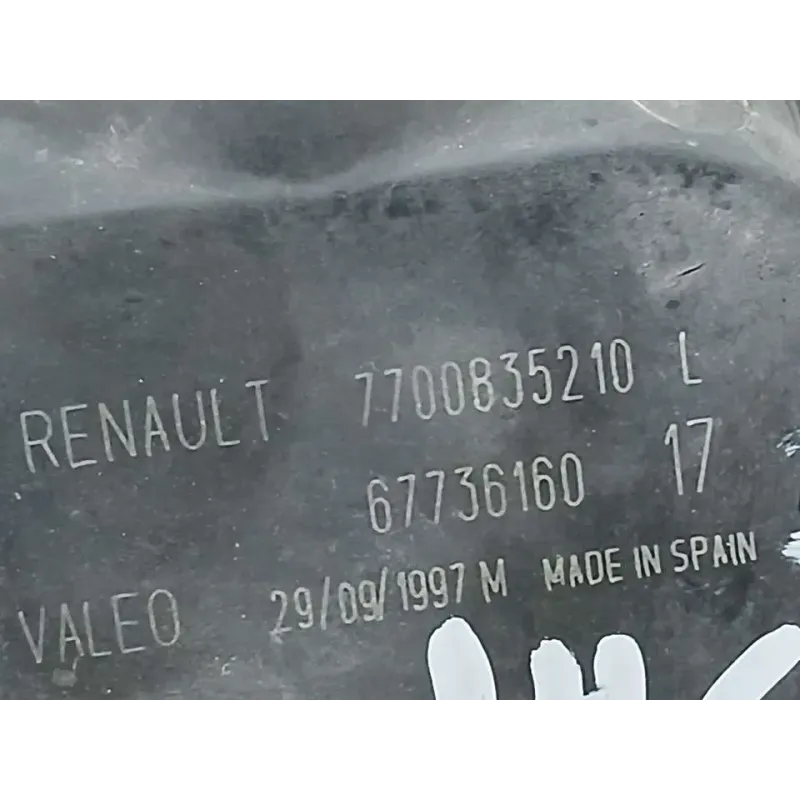 RENAULT 7700835210 L
67736160 17
VALEO 29/09/1997 M MADE IN SPAIN